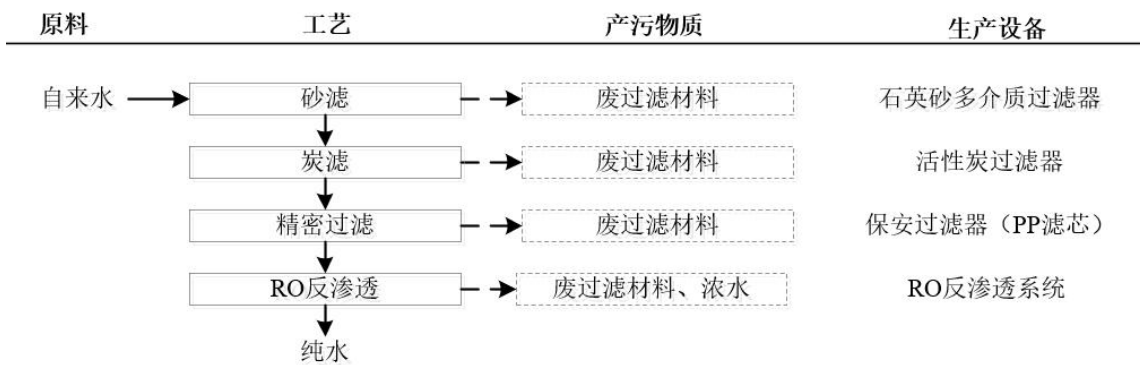 原料 工艺 产污物质 生产设备
自来水 砂滤 废过滤材料 石英砂多介质过滤器
炭滤 废过滤材料 活性炭过滤器
精密过滤 废过滤材料 保安过滤器（PP滤芯）
RO反渗透 废过滤材料、浓水 RO反渗透系统
纯水